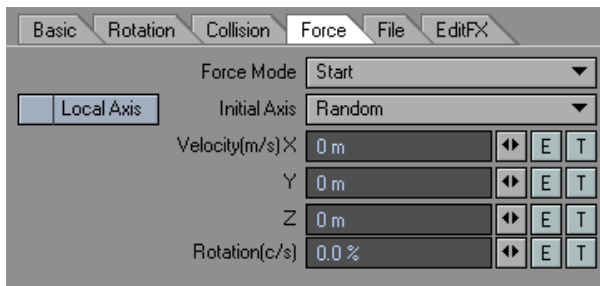 Basic Rotation Collision Force File EditFX
Force Mode Start
Local Axis Initial Axis Random
Velocity(m/s) X 0 m E T
Y 0 m E T
Z 0 m E T
Rotation(c/s) 0.0 % E T